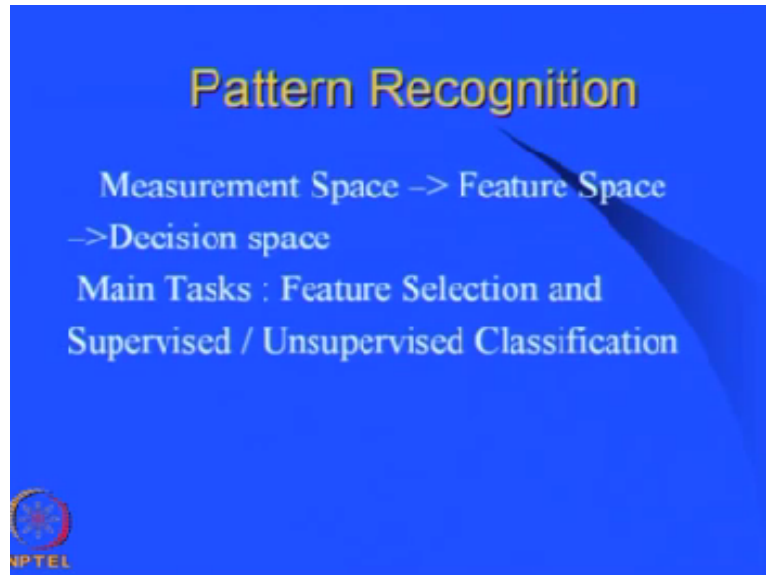 Pattern Recognition
Measurement Space –> Feature Space
–>Decision space
Main Tasks : Feature Selection and
Supervised / Unsupervised Classification
NPTEL